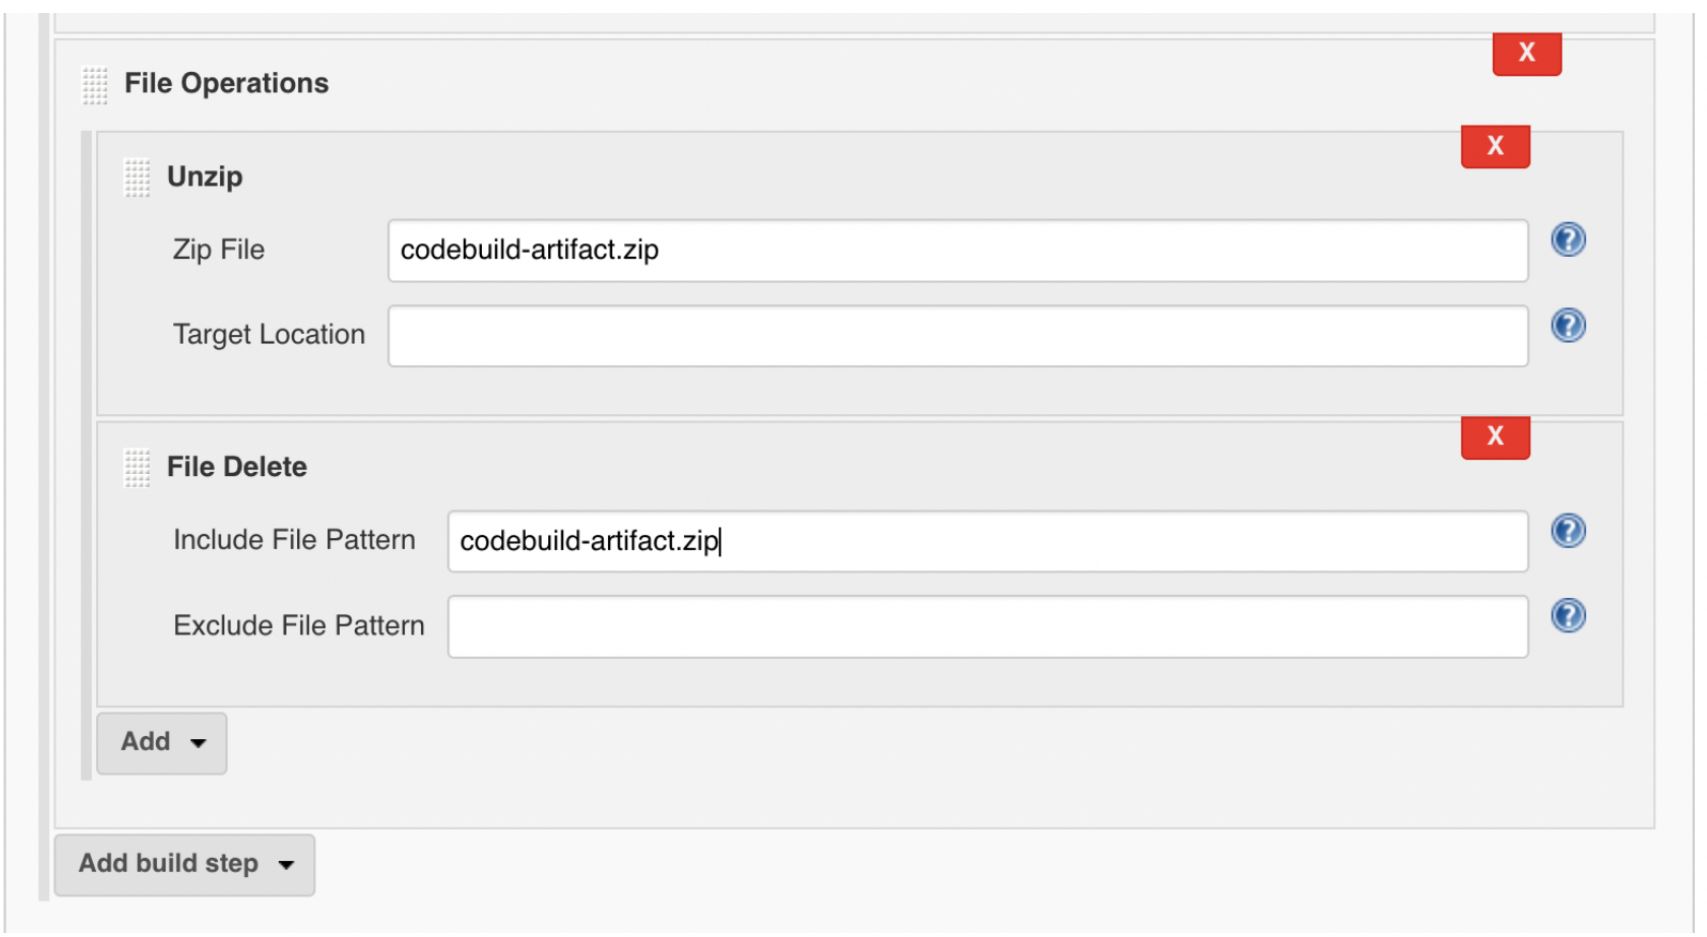 X
File Operations
X
Unzip
Zip File codebuild-artifact.zip ?
Target Location ?
X
File Delete
Include File Pattern codebuild-artifact.zip ?
Exclude File Pattern ?
Add
Add build step